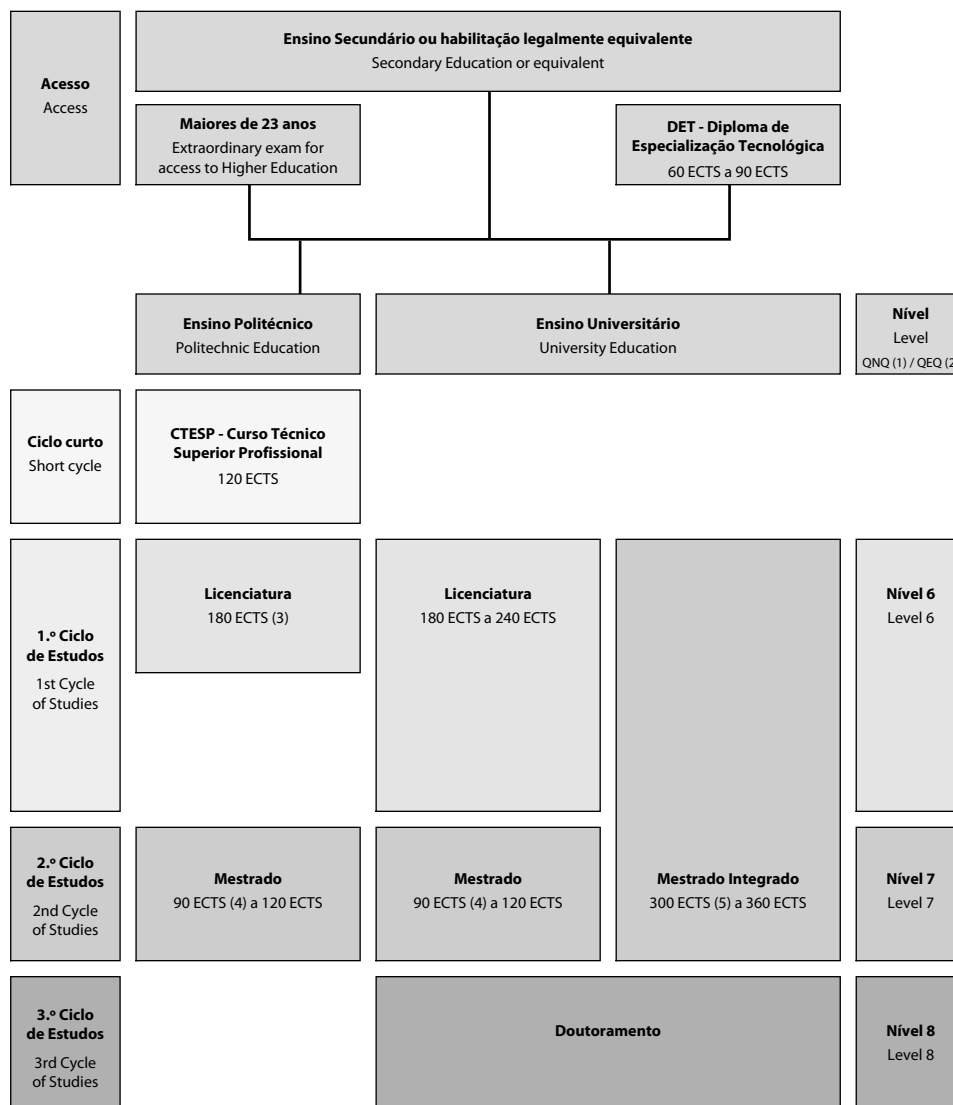 Ensino Secundário ou habilitação legalmente equivalente
Secondary Education or equivalent
Acesso
Access
Maiores de 23 anos
Extraordinary exam for
access to Higher Education
DET - Diploma de
Especialização Tecnológica
60 ECTS a 90 ECTS
Ensino Politécnico
Politechnic Education
Ensino Universitário
University Education
Nível
Level
QNQ (1) / QEQ (2
Ciclo curto
Short cycle
CTESP - Curso Técnico
Superior Profissional
120 ECTS
1.º Ciclo
de Estudos
1st Cycle
of Studies
Licenciatura
180 ECTS (3)
Licenciatura
180 ECTS a 240 ECTS
Nível 6
Level 6
2.º Ciclo
de Estudos
2nd Cycle
of Studies
Mestrado
90 ECTS (4) a 120 ECTS
Mestrado
90 ECTS (4) a 120 ECTS
Mestrado Integrado
300 ECTS (5) a 360 ECTS
Nível 7
Level 7
3.º Ciclo
de Estudos
3rd Cycle
of Studies
Doutoramento
Nível 8
Level 8